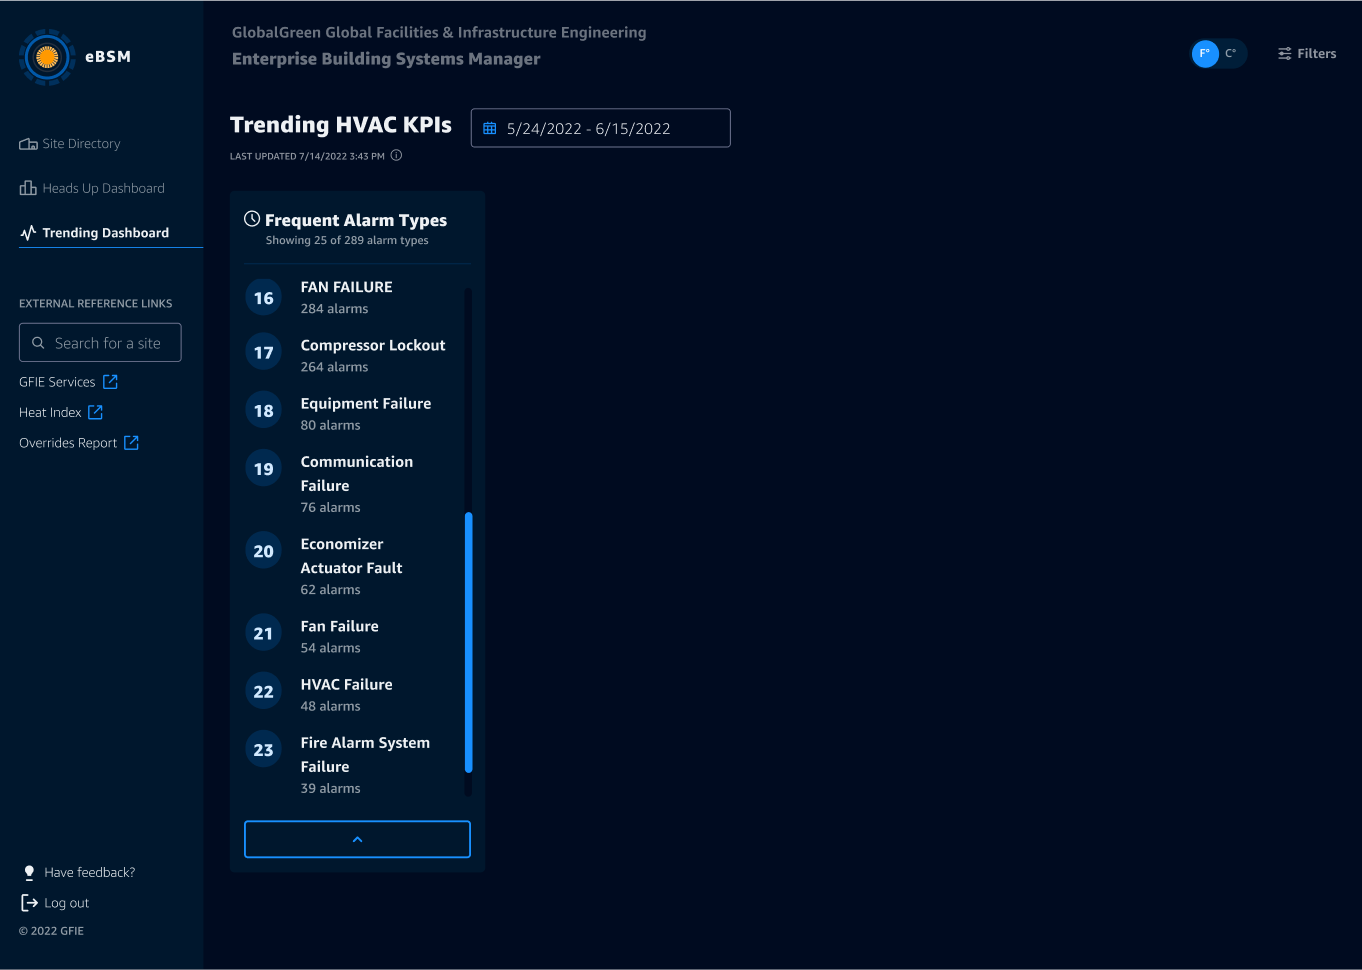 eBSM
GlobalGreen Global Facilities & Infrastructure Engineering
Enterprise Building Systems Manager
F° C°
Filters
Site Directory
Heads Up Dashboard
Trending Dashboard
EXTERNAL REFERENCE LINKS
Search for a site
GFIE Services
Heat Index
Overrides Report
Have feedback?
Log out
© 2022 GFIE
Trending HVAC KPIs
5/24/2022 - 6/15/2022
LAST UPDATED 7/14/2022 3:43 PM
Frequent Alarm Types
Showing 25 of 289 alarm types
16 FAN FAILURE
284 alarms
17 Compressor Lockout
264 alarms
18 Equipment Failure
80 alarms
19 Communication
Failure
76 alarms
20 Economizer
Actuator Fault
62 alarms
21 Fan Failure
54 alarms
22 HVAC Failure
48 alarms
23 Fire Alarm System
Failure
39 alarms